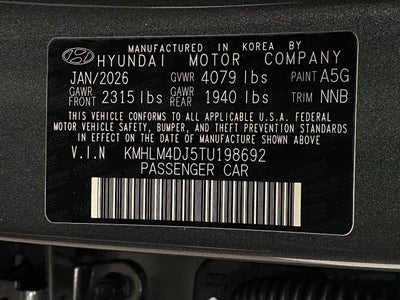 MANUFACTURED IN KOREA BY
HYUNDAI MOTOR COMPANY
JAN/2026 GVWR 4079 lbs PAINT A5G
GAWR FRONT 2315 lbs GAWR REAR 1940 lbs TRIM NNB
THIS VEHICLE CONFORMS TO ALL APPLICABLE U.S.A. FEDERAL
MOTOR VEHICLE SAFETY, BUMPER, AND THEFT PREVENTION
STANDARDS IN EFFECT ON THE DATE OF MANUFACTURE SHOWN ABOVE
V.I.N KMHLM4DJ5TU198692
PASSENGER CAR